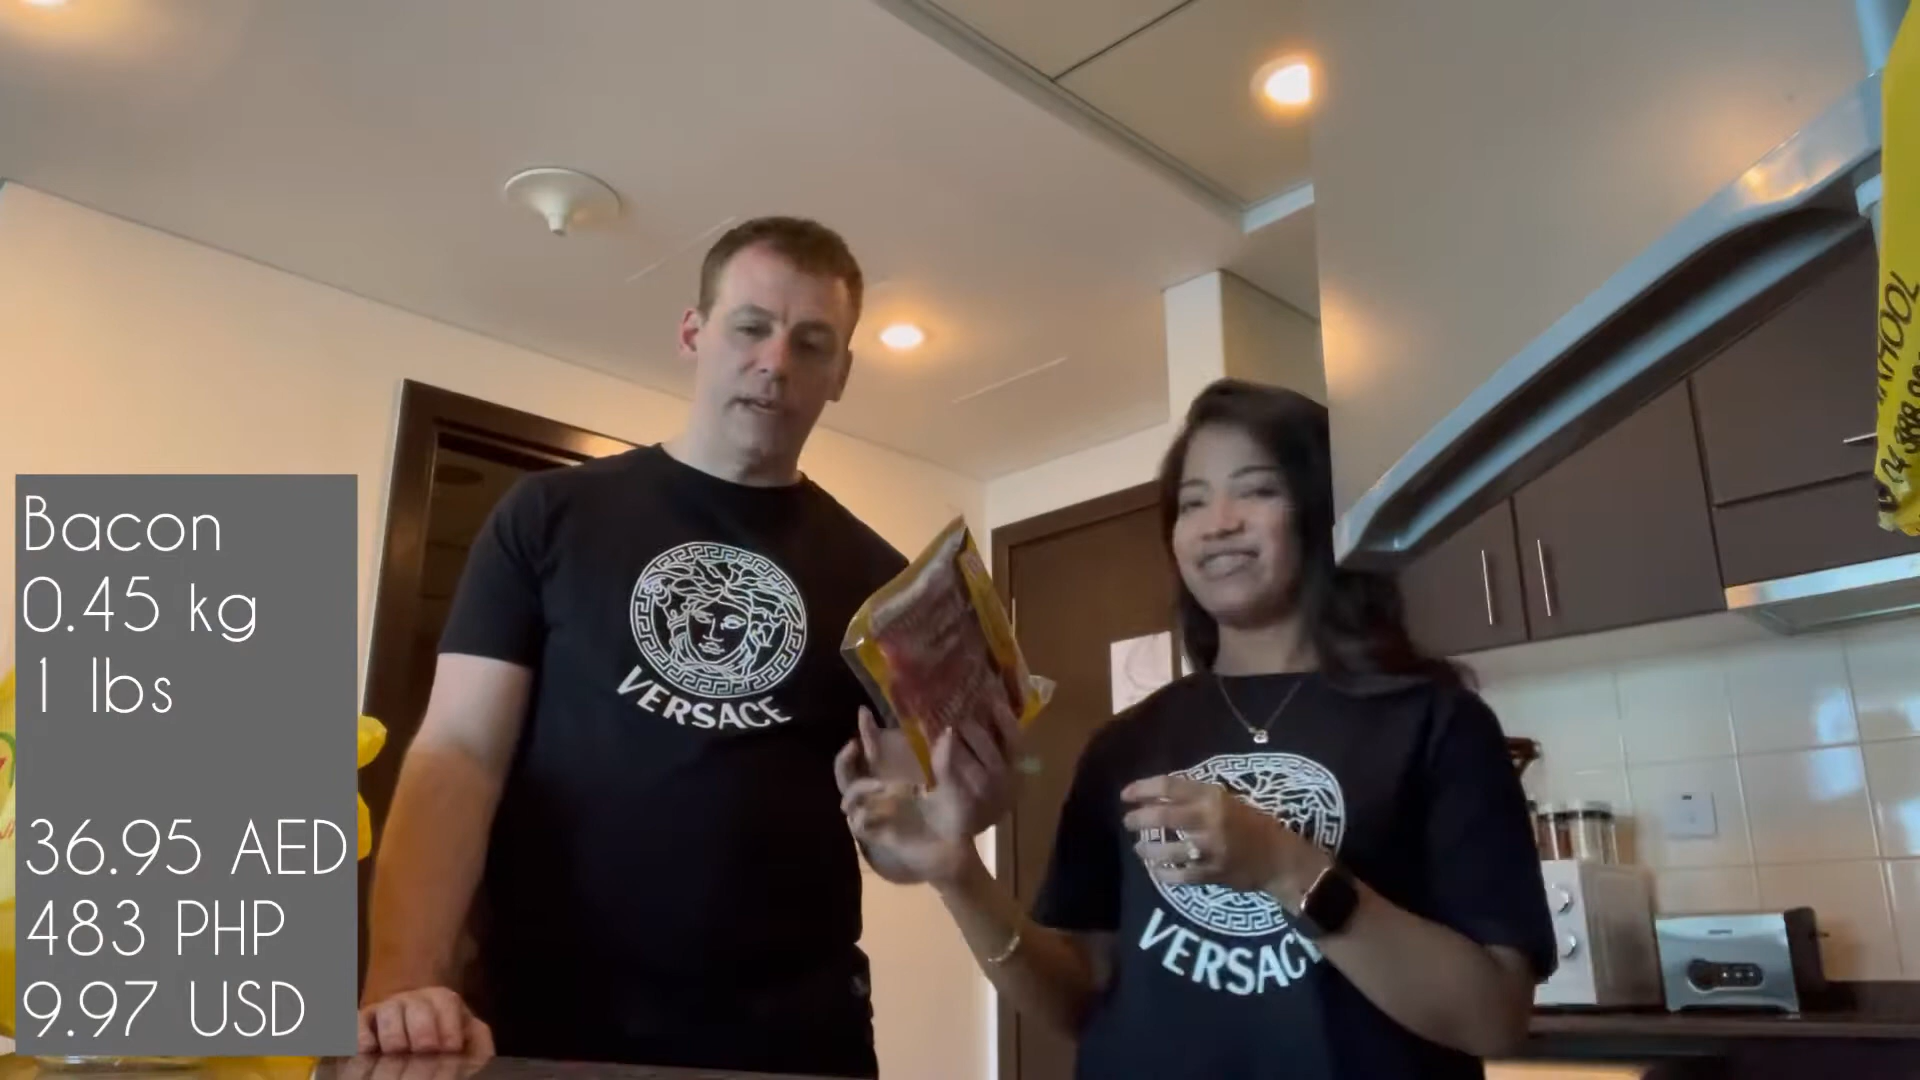 Bacon
0.45 kg
1 lbs
36.95 AED
483 PHP
9.97 USD
VERSACE
VERSACE